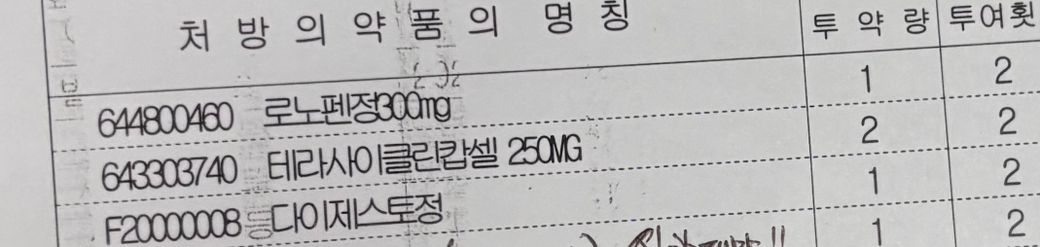 처 방 의 약 품 의 명 칭 투 약 량 투여횟
644800460 로노펜정300mg 1 2
643303740 테라사이클린캅셀 250MG 2 2
F20000008 등다이제스토정 1 2
1 2